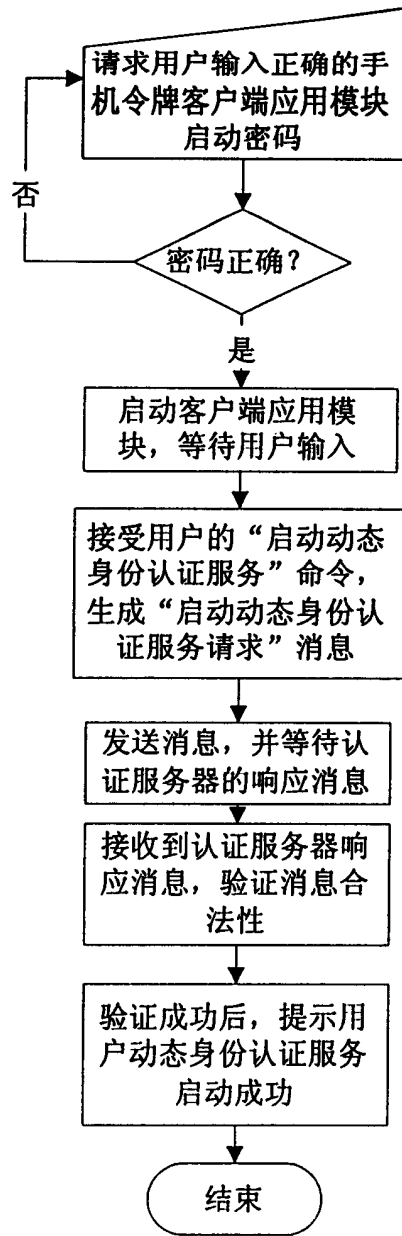 请求用户输入正确的手
机令牌客户端应用模块
启动密码
否
密码正确？
是
启动客户端应用模
块，等待用户输入
接受用户的“启动动态
身份认证服务”命令，
生成“启动动态身份认
证服务请求”消息
发送消息，并等待认
证服务器的响应消息
接收到认证服务器响
应消息，验证消息合
法性
验证成功后，提示用
户动态身份认证服务
启动成功
结束